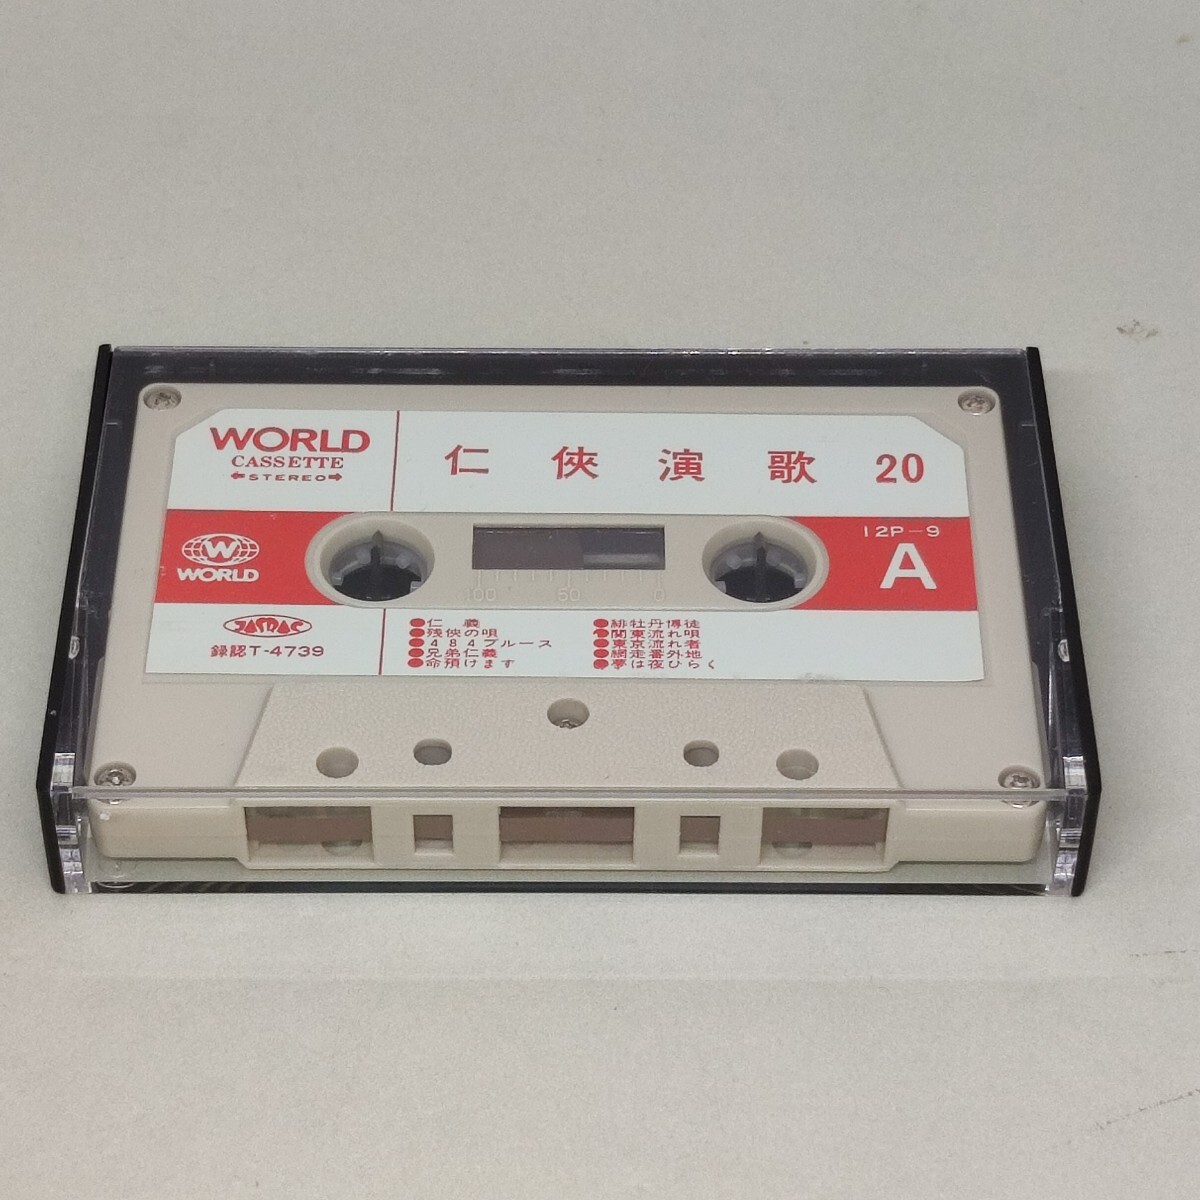 WORLD
CASSETTE
STEREO
仁侠演歌 20
12P-9
A
W
WORLD
JASRAC
録認T-4739
●仁義
●残侠の唄
●484ブルース
●兄弟仁義
●命預けます
●緋牡丹博徒
●関東流れ唄
●東京流れ者
●網走番外地
●夢は夜ひらく
100 50 0